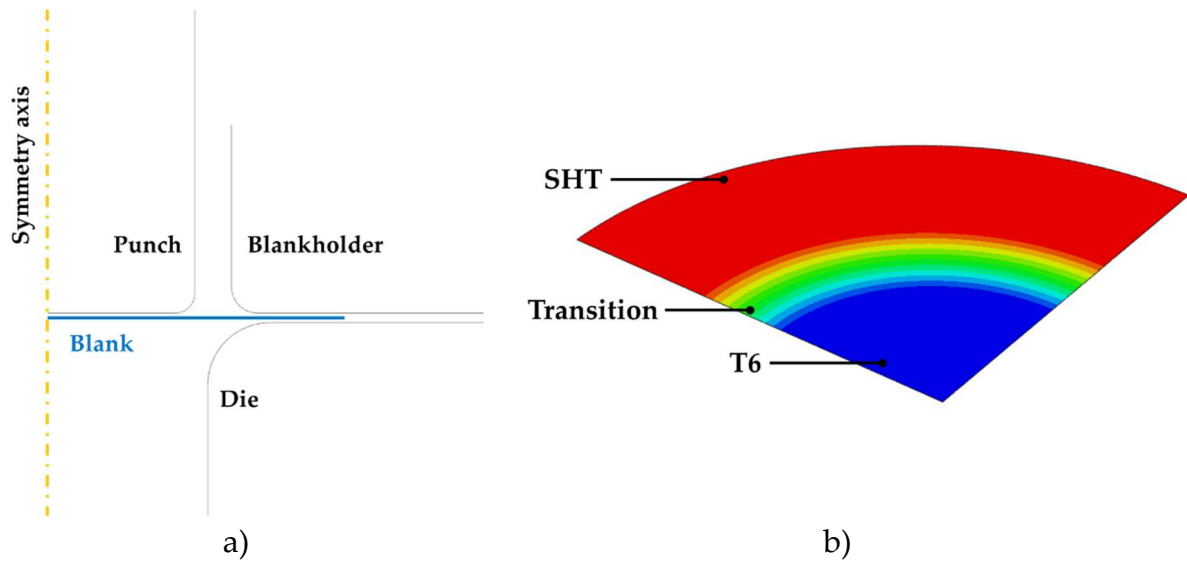 Symmetry axis
Punch
Blankholder
Blank
Die
a)
SHT
Transition
T6
b)